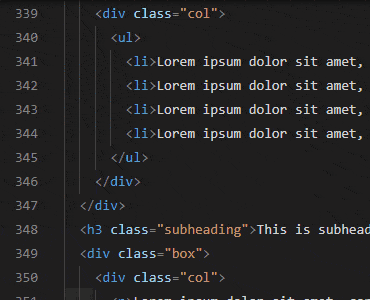 339 <div class="col">
340 <ul>
341 <li>Lorem ipsum dolor sit amet,
342 <li>Lorem ipsum dolor sit amet,
343 <li>Lorem ipsum dolor sit amet,
344 <li>Lorem ipsum dolor sit amet,
345 </ul>
346 </div>
347 </div>
348 <h3 class="subheading">This is subhead
349 <div class="box">
350 <div class="col">